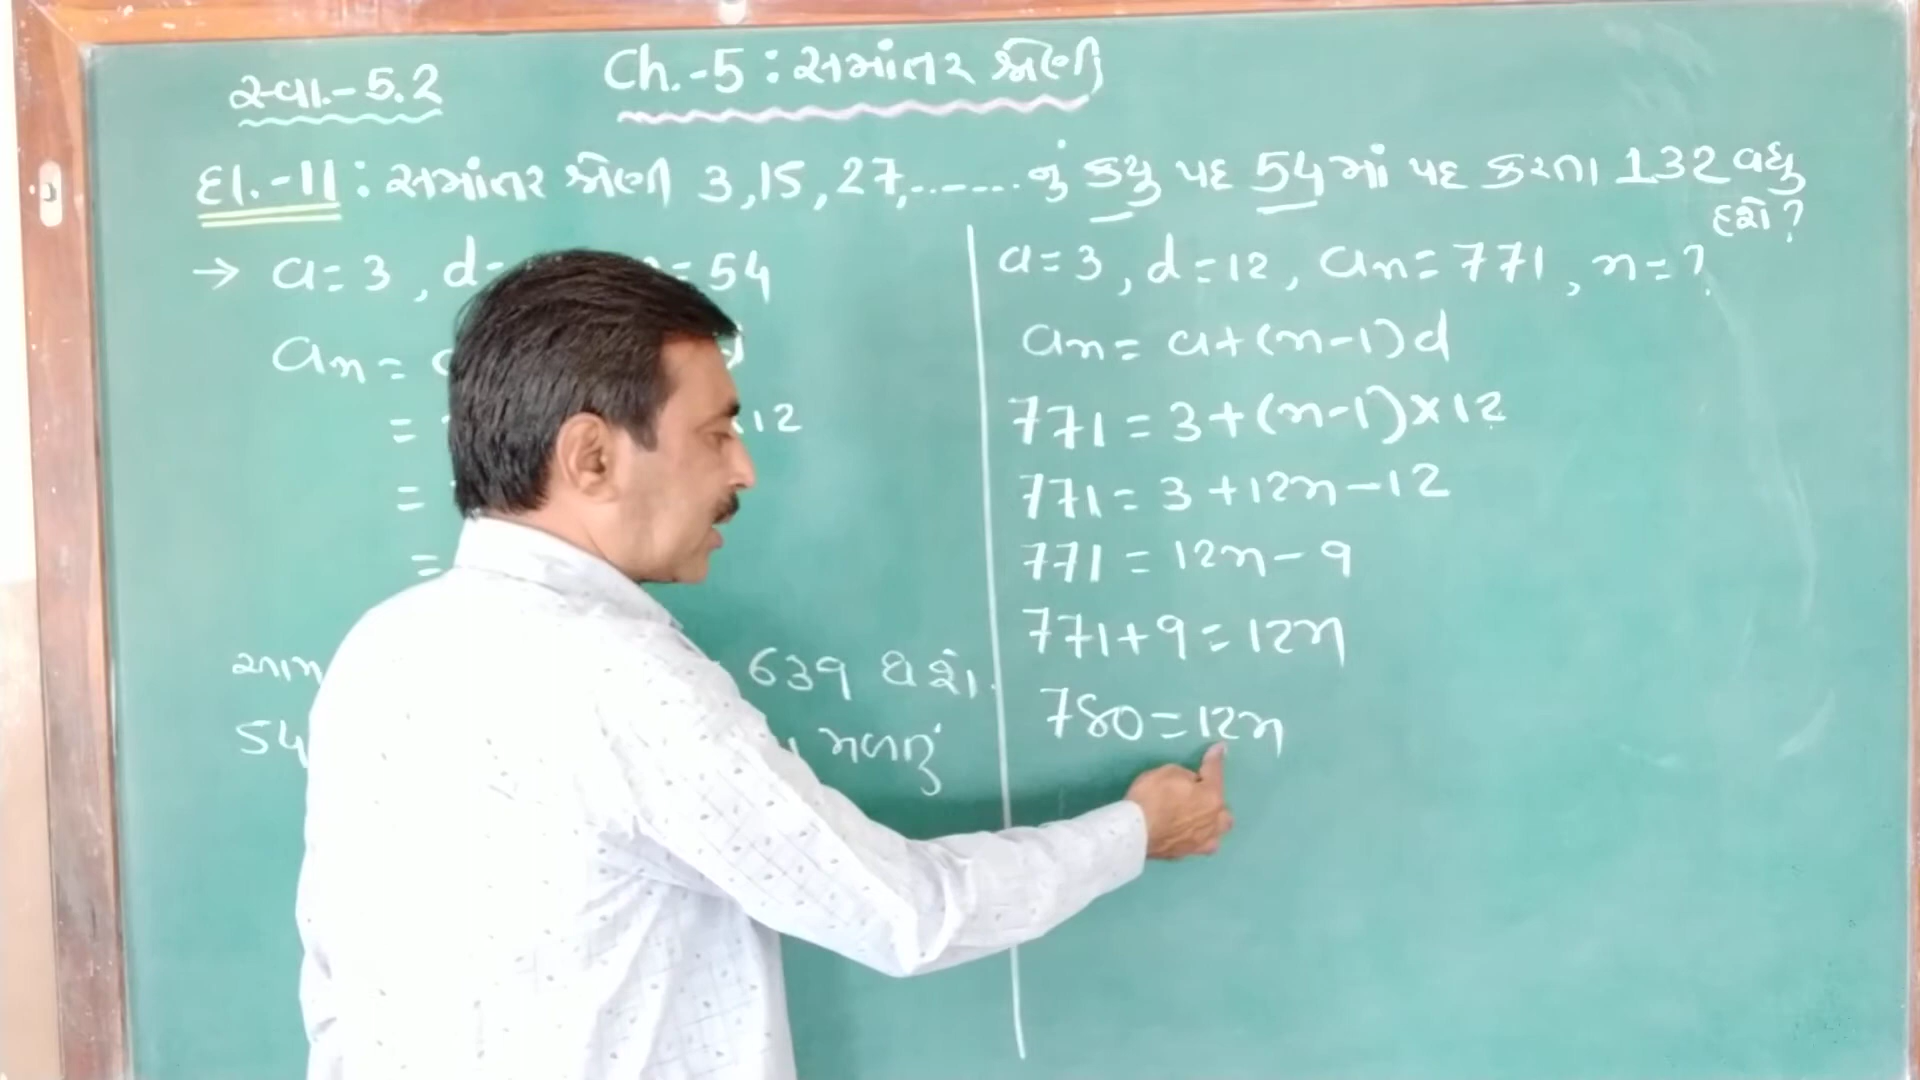 સ્વા.-5.2
Ch.-5 : સમાંતર શ્રેણી
દા.-11 : સમાંતર શ્રેણી 3, 15, 27, ....... નું કયુ પદ 54માં પદ કરતા 132 વધુ
હશે?
→ a = 3, d = = 54
an =
= ×12
=
=
639 થશે.
54 મળતું
a = 3, d = 12, an = 771, n = ?
an = a + (n-1)d
771 = 3 + (n-1)×12
771 = 3 + 12n - 12
771 = 12n - 9
771 + 9 = 12n
780 = 12n